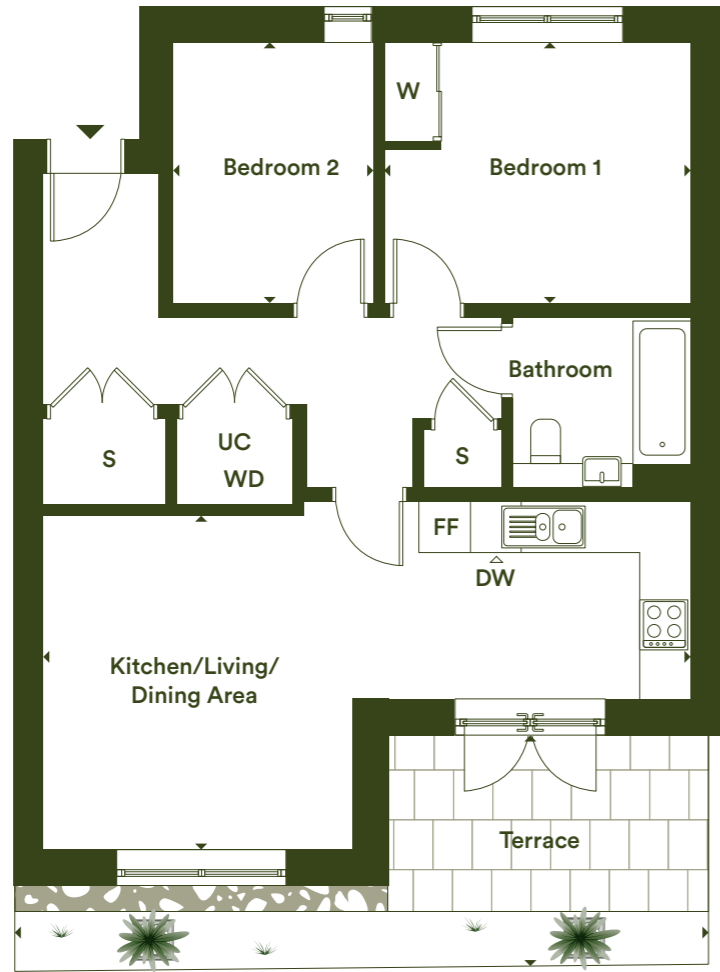 W
Bedroom 2
Bedroom 1
Bathroom
UC
S
S
WD
FF
DW
Kitchen/Living/
Dining Area
Terrace